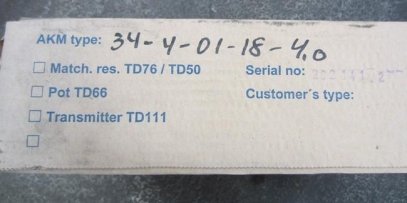 AKM type: 34-4-01-18-4,0
☐ Match. res. TD76 / TD50 Serial no:
☐ Pot TD66 Customer´s type:
☐ Transmitter TD111
☐